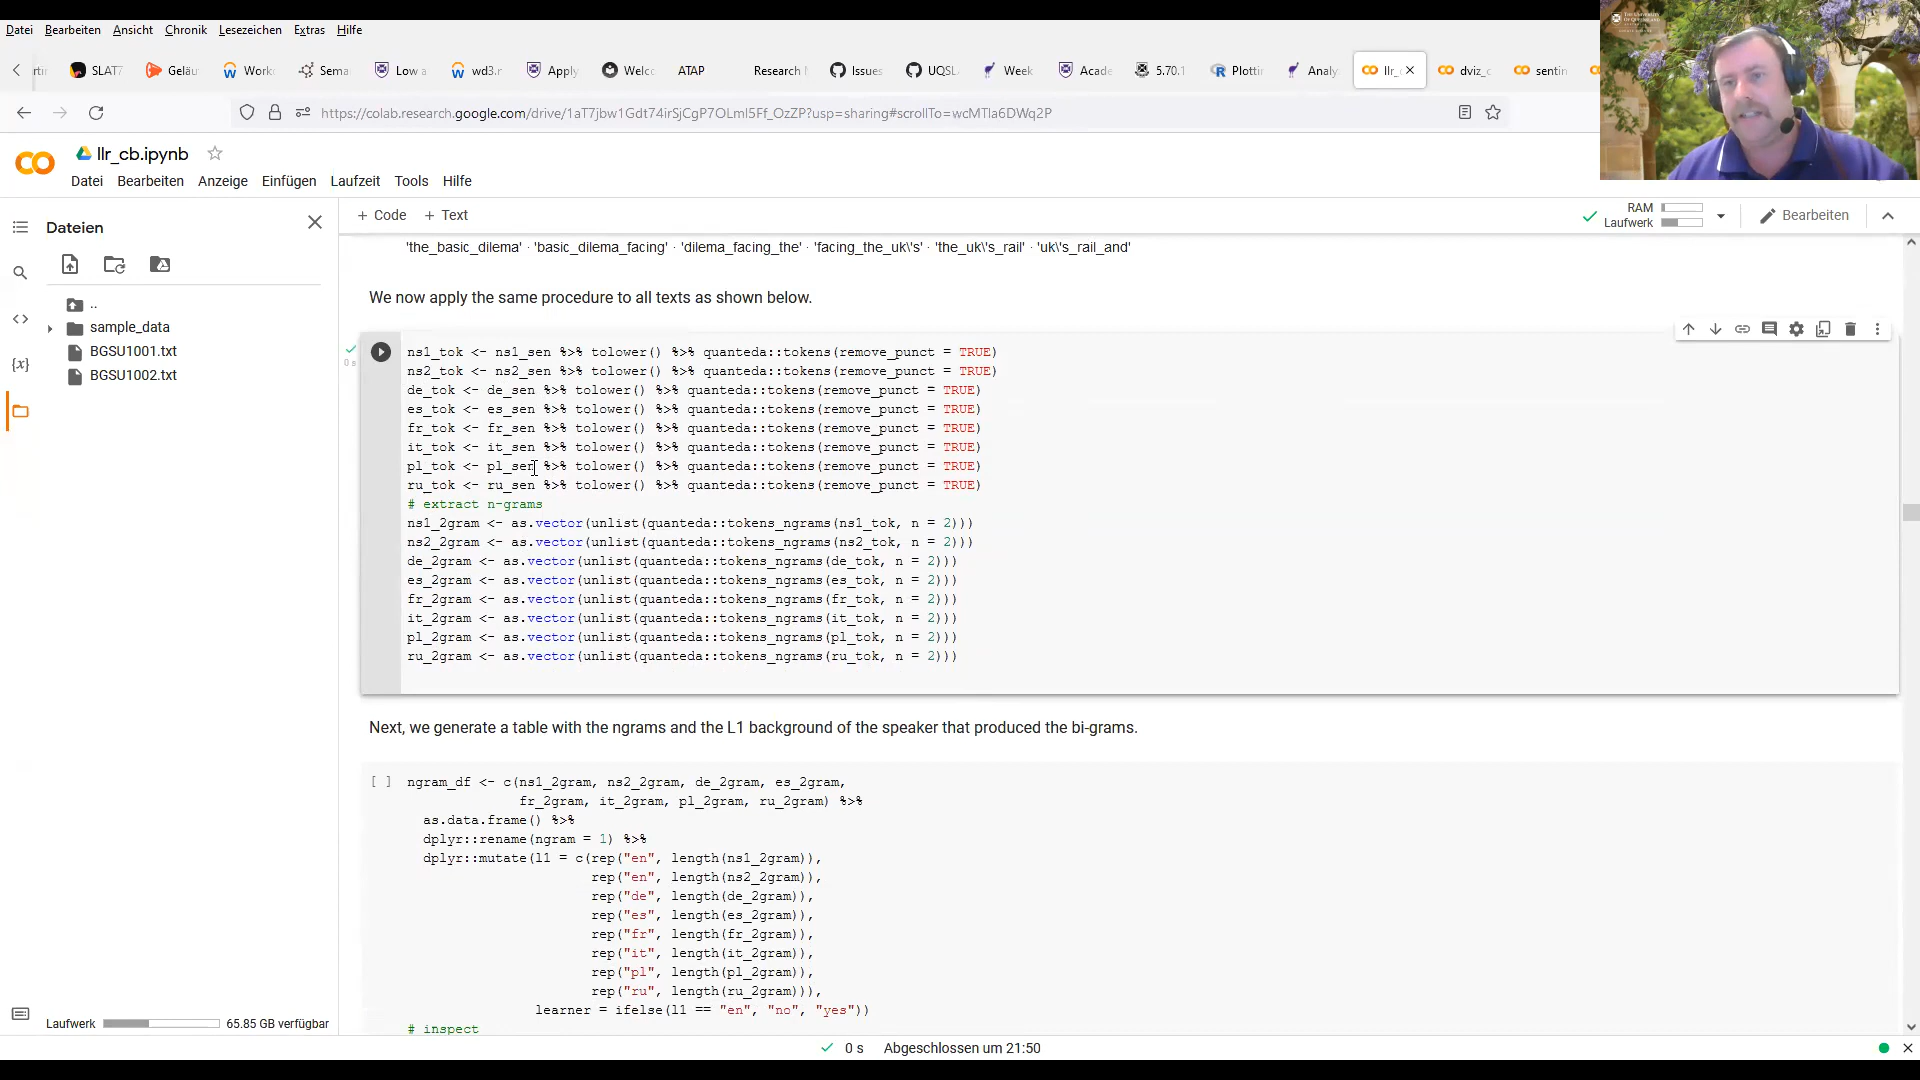 Datei Bearbeiten Ansicht Chronik Lesezeichen Extras Hilfe
SLAT7 Geläu Work Sema Low a wd3.r Apply Welc ATAP Research Issues UQSL Week Acade 5.70.1 Plottin Analy llr_ dviz_c sentin
https://colab.research.google.com/drive/1aT7jbw1Gdt74irSjCgP7OLml5Ff_OzZP?usp=sharing#scrollTo=wcMTla6DWq2P
llr_cb.ipynb
Datei Bearbeiten Anzeige Einfügen Laufzeit Tools Hilfe
Dateien
+ Code + Text
RAM
Laufwerk
Bearbeiten
..
sample_data
BGSU1001.txt
BGSU1002.txt
'the_basic_dilema' · 'basic_dilema_facing' · 'dilema_facing_the' · 'facing_the_uk\'s' · 'the_uk\'s_rail' · 'uk\'s_rail_and'
We now apply the same procedure to all texts as shown below.
0 s
ns1_tok <- ns1_sen %>% tolower() %>% quanteda::tokens(remove_punct = TRUE)
ns2_tok <- ns2_sen %>% tolower() %>% quanteda::tokens(remove_punct = TRUE)
de_tok <- de_sen %>% tolower() %>% quanteda::tokens(remove_punct = TRUE)
es_tok <- es_sen %>% tolower() %>% quanteda::tokens(remove_punct = TRUE)
fr_tok <- fr_sen %>% tolower() %>% quanteda::tokens(remove_punct = TRUE)
it_tok <- it_sen %>% tolower() %>% quanteda::tokens(remove_punct = TRUE)
pl_tok <- pl_sen %>% tolower() %>% quanteda::tokens(remove_punct = TRUE)
ru_tok <- ru_sen %>% tolower() %>% quanteda::tokens(remove_punct = TRUE)
# extract n-grams
ns1_2gram <- as.vector(unlist(quanteda::tokens_ngrams(ns1_tok, n = 2)))
ns2_2gram <- as.vector(unlist(quanteda::tokens_ngrams(ns2_tok, n = 2)))
de_2gram <- as.vector(unlist(quanteda::tokens_ngrams(de_tok, n = 2)))
es_2gram <- as.vector(unlist(quanteda::tokens_ngrams(es_tok, n = 2)))
fr_2gram <- as.vector(unlist(quanteda::tokens_ngrams(fr_tok, n = 2)))
it_2gram <- as.vector(unlist(quanteda::tokens_ngrams(it_tok, n = 2)))
pl_2gram <- as.vector(unlist(quanteda::tokens_ngrams(pl_tok, n = 2)))
ru_2gram <- as.vector(unlist(quanteda::tokens_ngrams(ru_tok, n = 2)))
Next, we generate a table with the ngrams and the L1 background of the speaker that produced the bi-grams.
[ ] ngram_df <- c(ns1_2gram, ns2_2gram, de_2gram, es_2gram,
fr_2gram, it_2gram, pl_2gram, ru_2gram) %>%
as.data.frame() %>%
dplyr::rename(ngram = 1) %>%
dplyr::mutate(l1 = c(rep("en", length(ns1_2gram)),
rep("en", length(ns2_2gram)),
rep("de", length(de_2gram)),
rep("es", length(es_2gram)),
rep("fr", length(fr_2gram)),
rep("it", length(it_2gram)),
rep("pl", length(pl_2gram)),
rep("ru", length(ru_2gram))),
learner = ifelse(l1 == "en", "no", "yes"))
# inspect
Laufwerk 65.85 GB verfügbar
0 s Abgeschlossen um 21:50